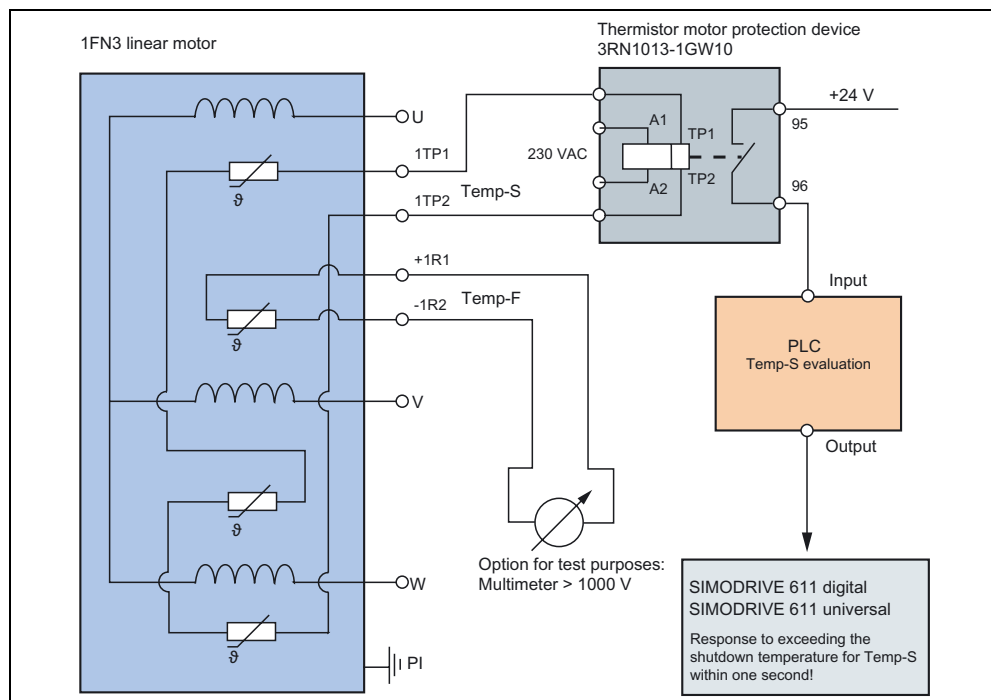 1FN3 linear motor
Thermistor motor protection device
3RN1013-1GW10
U
ϑ
1TP1
1TP2
Temp-S
+1R1
-1R2
Temp-F
ϑ
V
ϑ
W
ϑ
PI
230 VAC
A1
A2
TP1
TP2
95
96
+24 V
Input
PLC
Temp-S evaluation
Output
Option for test purposes:
Multimeter > 1000 V
SIMODRIVE 611 digital
SIMODRIVE 611 universal
Response to exceeding the
shutdown temperature for Temp-S
within one second!